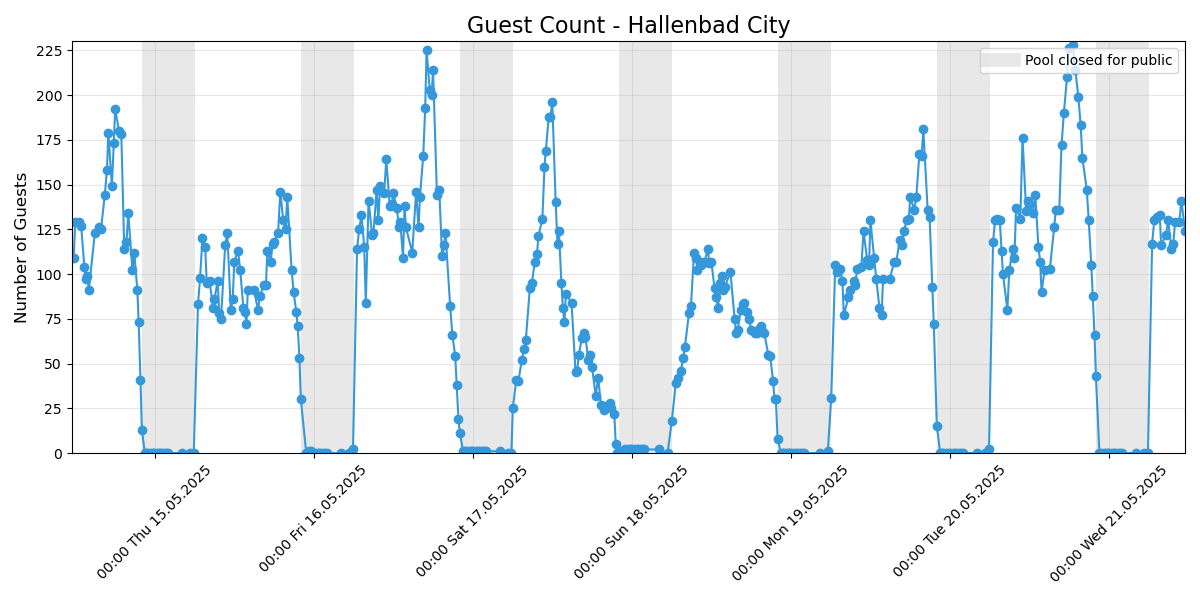 Guest Count - Hallenbad City
Pool closed for public
Number of Guests
225
200
175
150
125
100
75
50
25
0
00:00 Thu 15.05.2025
00:00 Fri 16.05.2025
00:00 Sat 17.05.2025
00:00 Sun 18.05.2025
00:00 Mon 19.05.2025
00:00 Tue 20.05.2025
00:00 Wed 21.05.2025